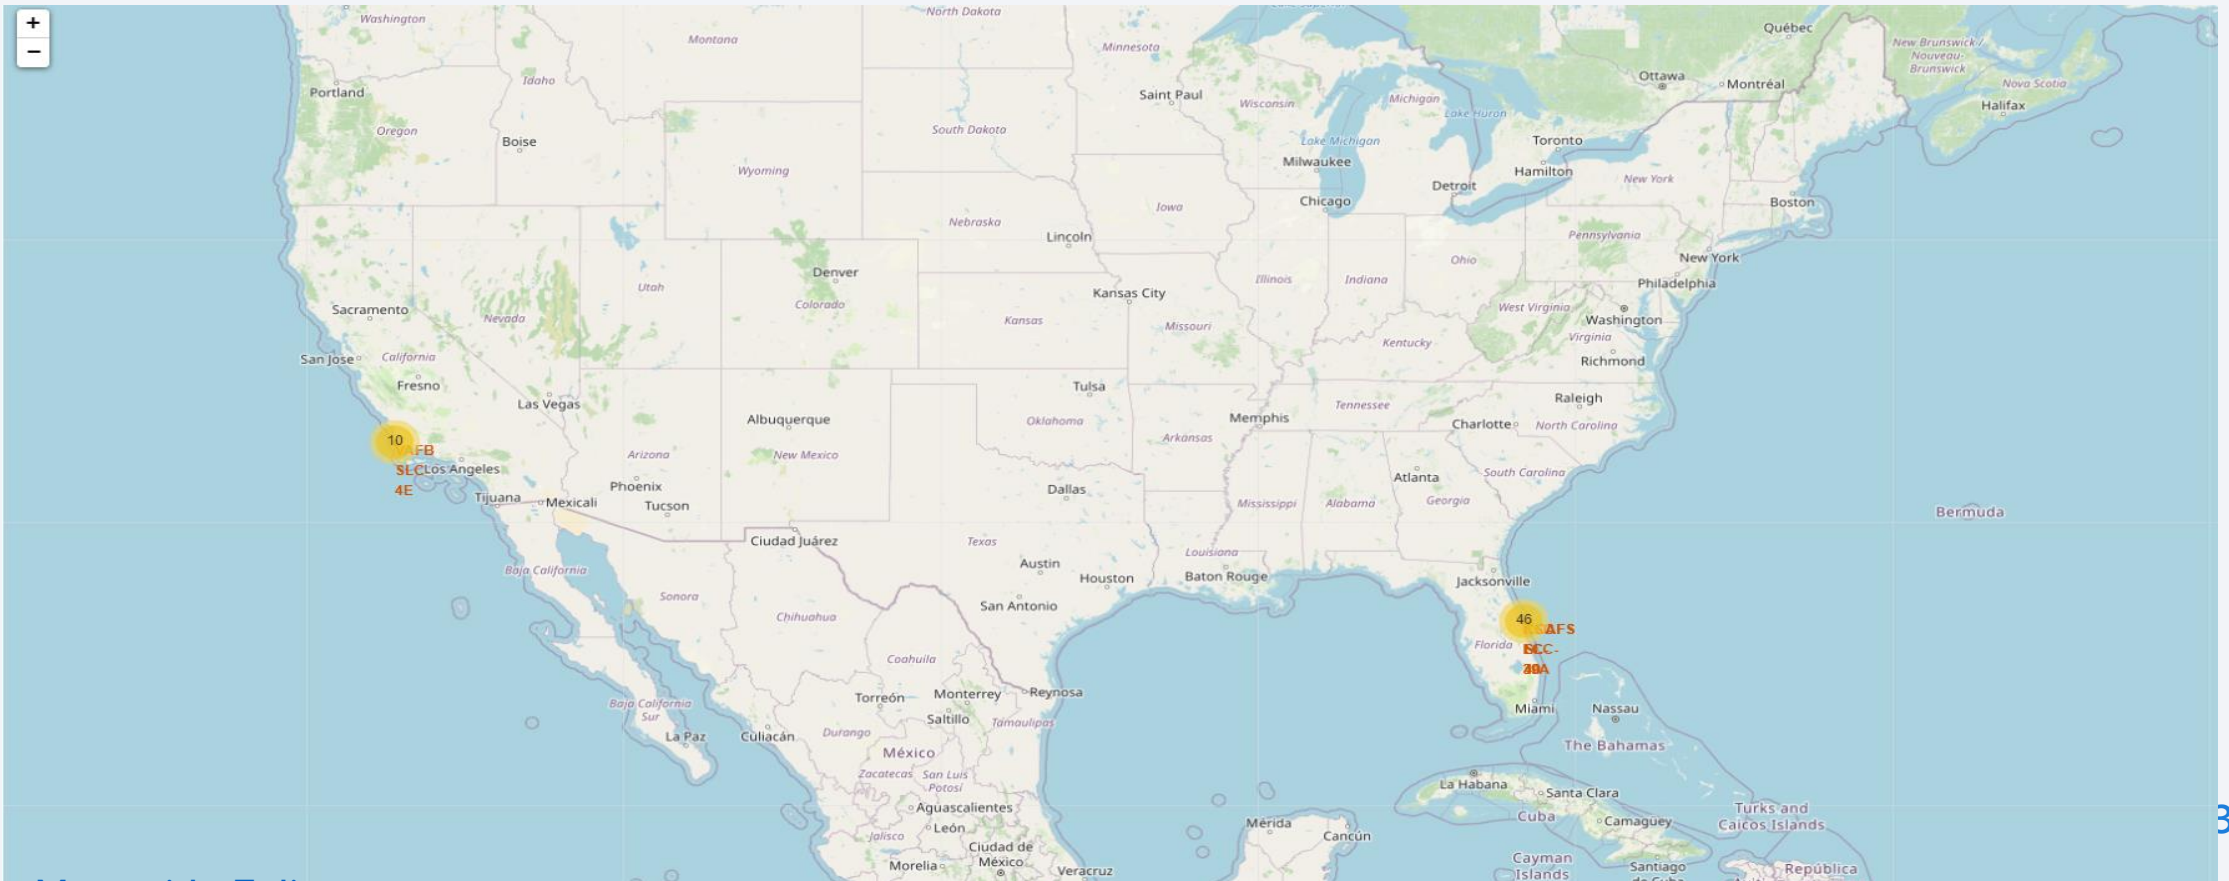 +
−
Washington
North Dakota
Montana
Minnesota
Québec
New Brunswick /
Nouveau-
Brunswick
Ottawa
Montréal
Nova Scotia
Halifax
Portland
Idaho
Saint Paul
Wisconsin
Michigan
Lake Huron
Oregon
Boise
South Dakota
Lake Michigan
Toronto
Milwaukee
Hamilton
Wyoming
Detroit
New York
Chicago
Boston
Iowa
Nebraska
Lincoln
Pennsylvania
New York
Denver
Ohio
Illinois
Indiana
Utah
Philadelphia
Kansas City
Colorado
Sacramento
Nevada
West Virginia
Washington
Kansas
Missouri
Virginia
Kentucky
San Jose
California
Richmond
Fresno
Tulsa
Las Vegas
Raleigh
Tennessee
Albuquerque
Oklahoma
Memphis
Charlotte
North Carolina
10
VAFB
SLC-
4E
Arkansas
Arizona
New Mexico
Los Angeles
South Carolina
Atlanta
Phoenix
Dallas
Tijuana
Mexicali
Tucson
Mississippi
Alabama
Georgia
Bermuda
Ciudad Juárez
Texas
Louisiana
Austin
Baja California
Houston
Baton Rouge
Jacksonville
Sonora
San Antonio
Chihuahua
46
Florida
Coahuila
Torreón
Monterrey
Reynosa
Baja California
Sur
Saltillo
Tamaulipas
Miami
Nassau
La Paz
Culiacán
Durango
México
The Bahamas
Zacatecas
San Luis
Potosí
La Habana
Santa Clara
Aguascalientes
Turks and
Caicos Islands
Cuba
Camagüey
León
Jalisco
Mérida
Cancún
Ciudad de
México
Morelia
Veracruz
Cayman
Islands
Santiago
República